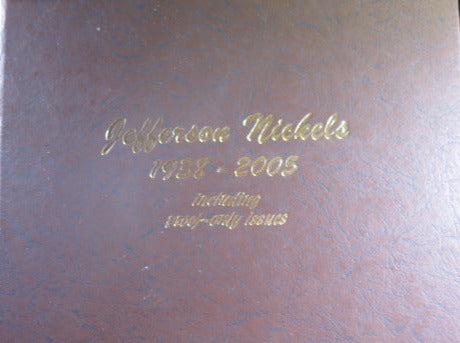 Jefferson Nickels
1938 - 2005
including
proof-only issues